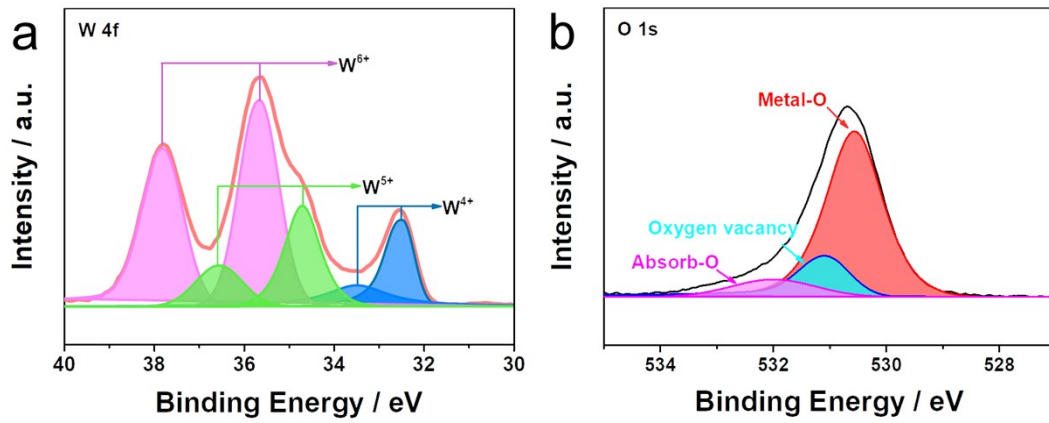 a
W 4f
W6+
W5+
W4+
Intensity / a.u.
40 38 36 34 32 30
Binding Energy / eV
b
O 1s
Metal-O
Oxygen vacancy
Absorb-O
Intensity / a.u.
534 532 530 528
Binding Energy / eV